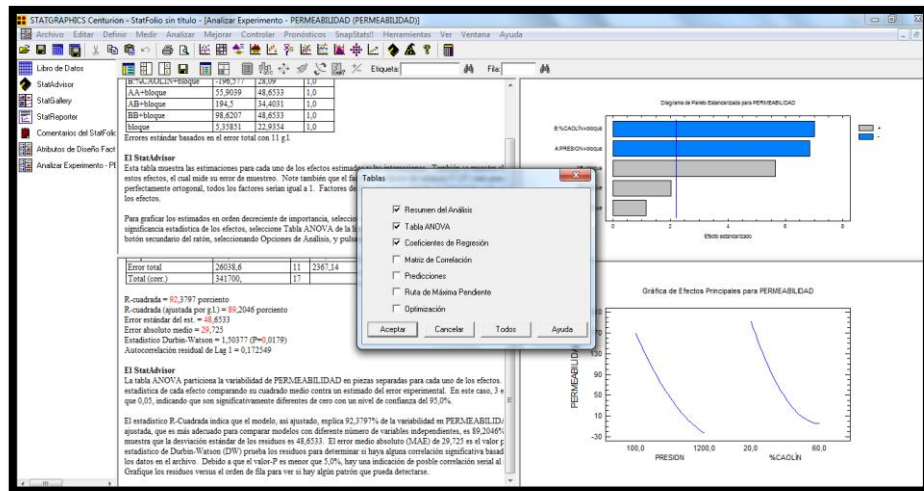 STATGRAPHICS Centurion - StatFolio sin título - [Analizar Experimento - PERMEABILIDAD (PERMEABILIDAD)]
Archivo Editar Definir Medir Analizar Mejorar Controlar Pronósticos SnapStats!! Herramientas Ver Ventana Ayuda
Etiqueta: Fila:
Libro de Datos
StatAdvisor
StatGallery
StatReporter
Comentarios del StatFolio
Atributos de Diseño Fact
Analizar Experimento - PE
B:%CAOLIN+bloque -196,577 28,09 1,0
AA+bloque 55,9039 48,6533 1,0
AB+bloque 194,5 34,4031 1,0
BB+bloque 98,6207 48,6533 1,0
bloque 5,35851 22,9354 1,0
Errores estándar basados en el error total con 11 g.l.
El StatAdvisor
Esta tabla muestra las estimaciones para cada uno de los efectos estimados
estos efectos, el cual mide su error de muestreo. Note también que el
perfectamente ortogonal, todos los factores serían igual a 1. Factores de
los efectos.
Para graficar los estimados en orden decreciente de importancia, seleccio
significancia estadística de los efectos, seleccione Tabla ANOVA de la
botón secundario del ratón, seleccionando Opciones de Análisis, y
Error total 26038,6 11 2367,14
Total (corr.) 341700, 17
R-cuadrada = 92,3797 porciento
R-cuadrada (ajustada por g.l.) = 89,2046 porciento
Error estándar del est. = 48,6533
Error absoluto medio = 29,725
Estadístico Durbin-Watson = 1,50377 (P=0,0179)
Autocorrelación residual de Lag 1 = 0,172549
El StatAdvisor
La tabla ANOVA particiona la variabilidad de PERMEABILIDAD en piezas separadas para cada uno de los efectos.
estadística de cada efecto comparando su cuadrado medio contra un estimado del error experimental. En este caso, 3 e
que 0,05, indicando que son significativamente diferentes de cero con un nivel de confianza del 95,0%.
El estadístico R-Cuadrada indica que el modelo, así ajustado, explica 92,3797% de la variabilidad en PERMEABILID
ajustada, que es más adecuado para comparar modelos con diferente número de variables independientes, es 89,2046%
muestra que la desviación estándar de los residuos es 48,6533. El error medio absoluto (MAE) de 29,725 es el valor p
estadístico de Durbin-Watson (DW) prueba los residuos para determinar si haya alguna correlación significativa basad
los datos en el archivo. Debido a que el valor-P es menor que 5,0%, hay una indicación de posible correlación serial al
Grafique los residuos versus el orden de fila para ver si hay algún patrón que pueda detectarse.
Tablas
Resumen del Análisis
Tabla ANOVA
Coeficientes de Regresión
Matriz de Correlación
Predicciones
Ruta de Máxima Pendiente
Optimización
Aceptar Cancelar Todos Ayuda
Diagrama de Pareto Estandarizada para PERMEABILIDAD
B:%CAOLIN+bloque
A:PRESION+bloque
+
-
0 2 4 6 8
Efecto estandarizado
Gráfica de Efectos Principales para PERMEABILIDAD
PERMEABILIDAD
130
90
50
10
-30
100,0 1200,0 20,0 60,0
PRESION %CAOLÍN